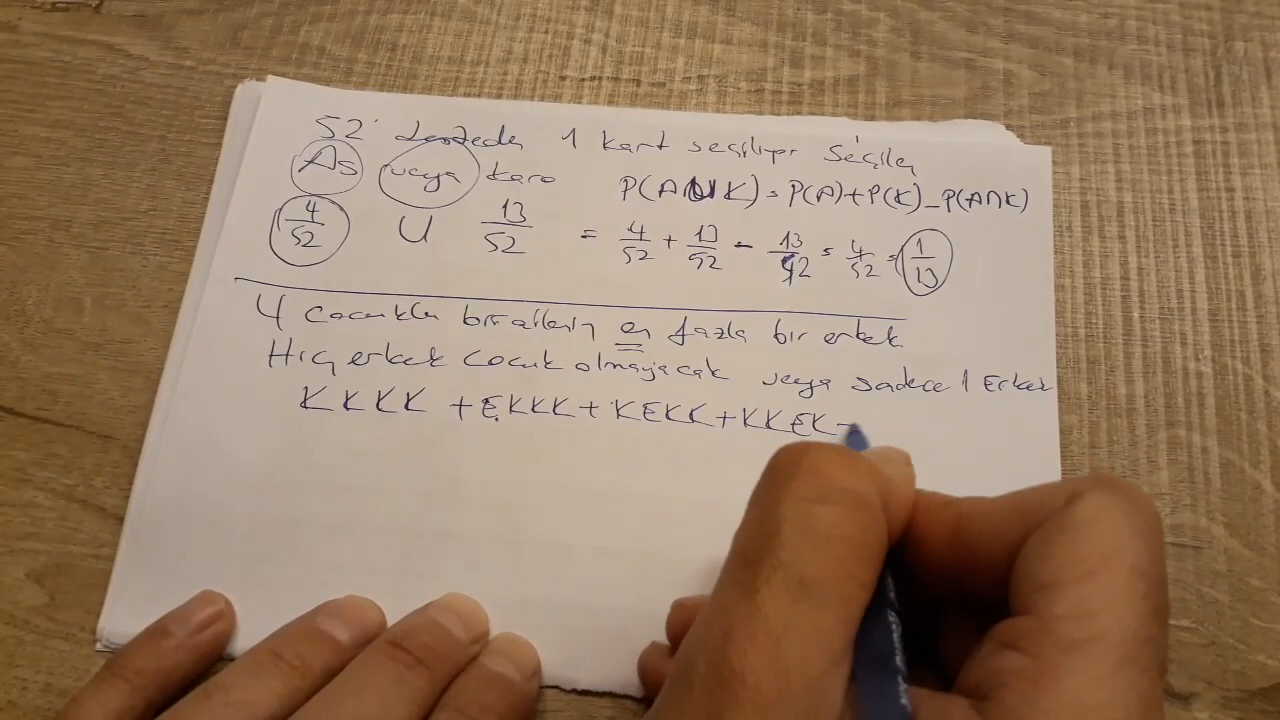 52' destede 1 kart seçiliyor Seçilen
As veya karo P(A∪K) = P(A)+P(K)-P(A∩K)
4/52 ∪ 13/52 = 4/52 + 13/52 - 13/52 = 4/52 = 1/13
4 Çocuklu bir ailenin en fazla bir erkek
Hiç erkek Çocuk olmayacak veya sadece 1 Erkek
KKKK + EKKK + KEKK + KKEK -